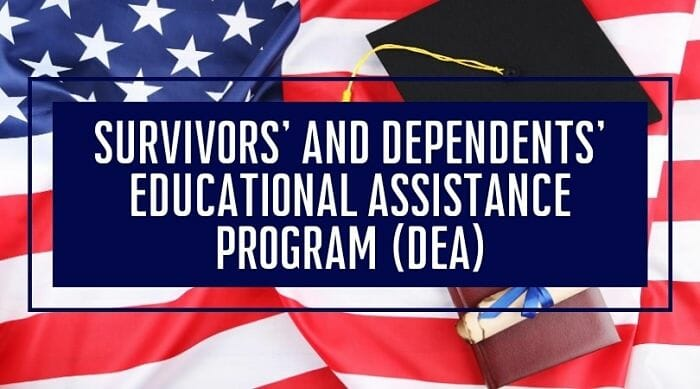 SURVIVORS' AND DEPENDENTS'
EDUCATIONAL ASSISTANCE
PROGRAM (DEA)